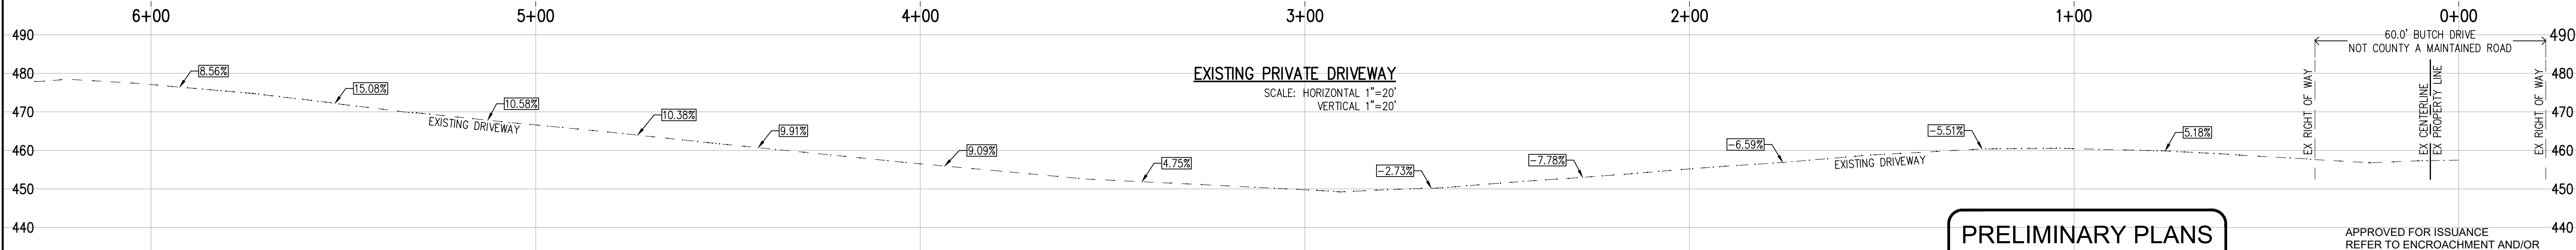 6+00 5+00 4+00 3+00 2+00 1+00 0+00
490 490
60.0' BUTCH DRIVE
NOT COUNTY A MAINTAINED ROAD
480 480
8.56%
15.08%
10.58%
10.38%
9.91%
9.09%
4.75%
-2.73%
-7.78%
-6.59%
-5.51%
5.18%
EXISTING PRIVATE DRIVEWAY
SCALE: HORIZONTAL 1"=20'
VERTICAL 1"=20'
EXISTING DRIVEWAY
EXISTING DRIVEWAY
EX RIGHT OF WAY
EX CENTERLINE
EX PROPERTY LINE
EX RIGHT OF WAY
470 470
460 460
450 450
440 440
PRELIMINARY PLANS
APPROVED FOR ISSUANCE
REFER TO ENCROACHMENT AND/OR